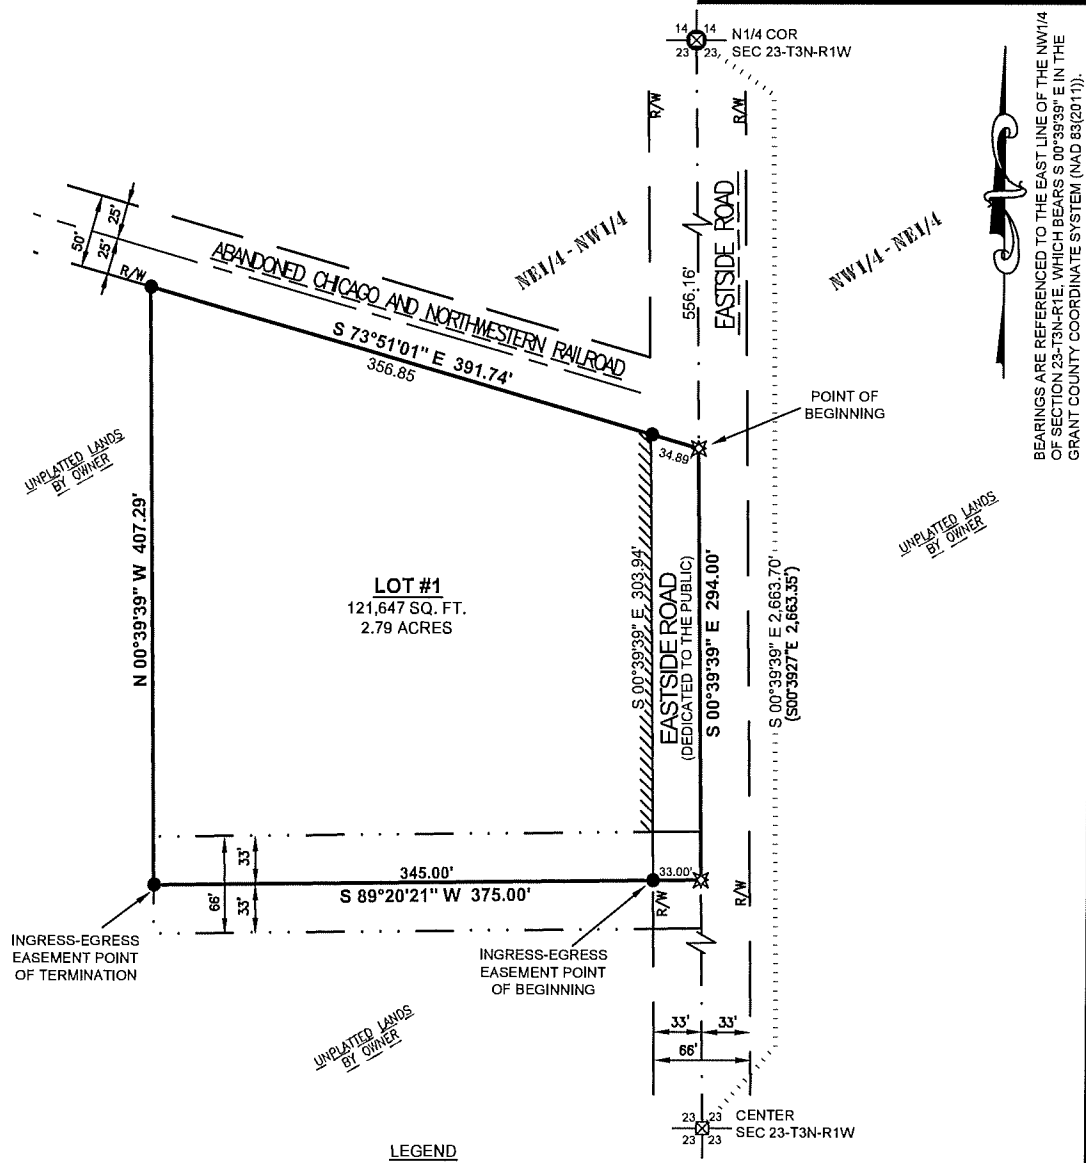 14 14
23 23
N1/4 COR
SEC 23-T3N-R1W
BEARINGS ARE REFERENCED TO THE EAST LINE OF THE NW1/4
OF SECTION 23-T3N-R1E, WHICH BEARS S 00°39'39" E IN THE
GRANT COUNTY COORDINATE SYSTEM (NAD 83(2011)).
R/W
R/W
25'
50'
25'
R/W
ABANDONED CHICAGO AND NORTHWESTERN RAILROAD
NE1/4 - NW1/4
556.16'
EASTSIDE ROAD
NW1/4 - NE1/4
S 73°51'01" E 391.74'
356.85
34.89
POINT OF
BEGINNING
UNPLATTED LANDS
BY OWNER
UNPLATTED LANDS
BY OWNER
N 00°39'39" W 407.29'
LOT #1
121,647 SQ. FT.
2.79 ACRES
S 00°39'39" E 303.94'
EASTSIDE ROAD
(DEDICATED TO THE PUBLIC)
S 00°39'39" E 294.00'
S 00°39'39" E 2,663.70'
(S00°3927"E 2,663.35')
33'
66'
33'
345.00'
S 89°20'21" W 375.00'
33.00'
R/W
R/W
INGRESS-EGRESS
EASEMENT POINT
OF TERMINATION
INGRESS-EGRESS
EASEMENT POINT
OF BEGINNING
UNPLATTED LANDS
BY OWNER
33' 33'
66'
23 23
23 23
CENTER
SEC 23-T3N-R1W
LEGEND